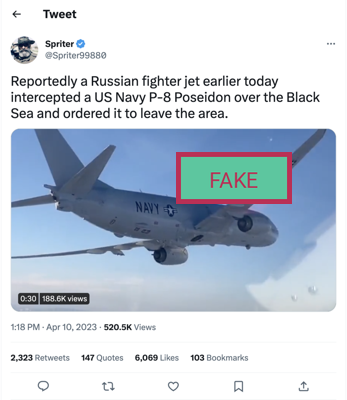 Tweet
Spriter
@Spriter99880
Reportedly a Russian fighter jet earlier today
intercepted a US Navy P-8 Poseidon over the Black
Sea and ordered it to leave the area.
FAKE
NAVY
0:30 188.6K views
1:18 PM · Apr 10, 2023 · 520.5K Views
2,323 Retweets 147 Quotes 6,069 Likes 103 Bookmarks